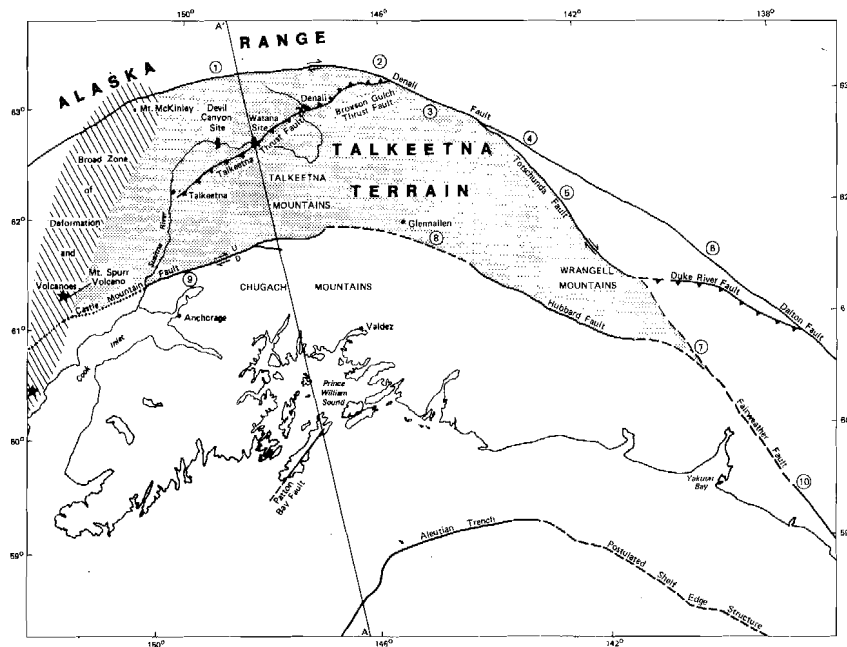 150°
146°
142°
138°
A'
RANGE
ALASKA
①
②
③
④
⑤
⑥
⑦
⑧
⑨
⑩
63°
62°
61°
60°
59°
Mt. McKinley
Devil
Canyon
Site
Watana
Site
Denali
Broxson Gulch
Thrust Fault
Denali
Fault
Talkeetna Thrust Fault
Talkeetna
TALKEETNA
TERRAIN
TALKEETNA
MOUNTAINS
Totschunda Fault
Broad Zone
of
Deformation
and
Volcanoes
Mt. Spurr
Volcano
Susitna River
Glennallen
Castle Mountain Fault
U
D
CHUGACH MOUNTAINS
WRANGELL
MOUNTAINS
Duke River Fault
Dalton Fault
Hubbard Fault
Anchorage
Cook Inlet
Valdez
Prince
William
Sound
Patton
Bay Fault
Fairweather Fault
Yakutat
Bay
Aleutian Trench
Postulated Shelf
Edge Structure
A
150°
146°
142°